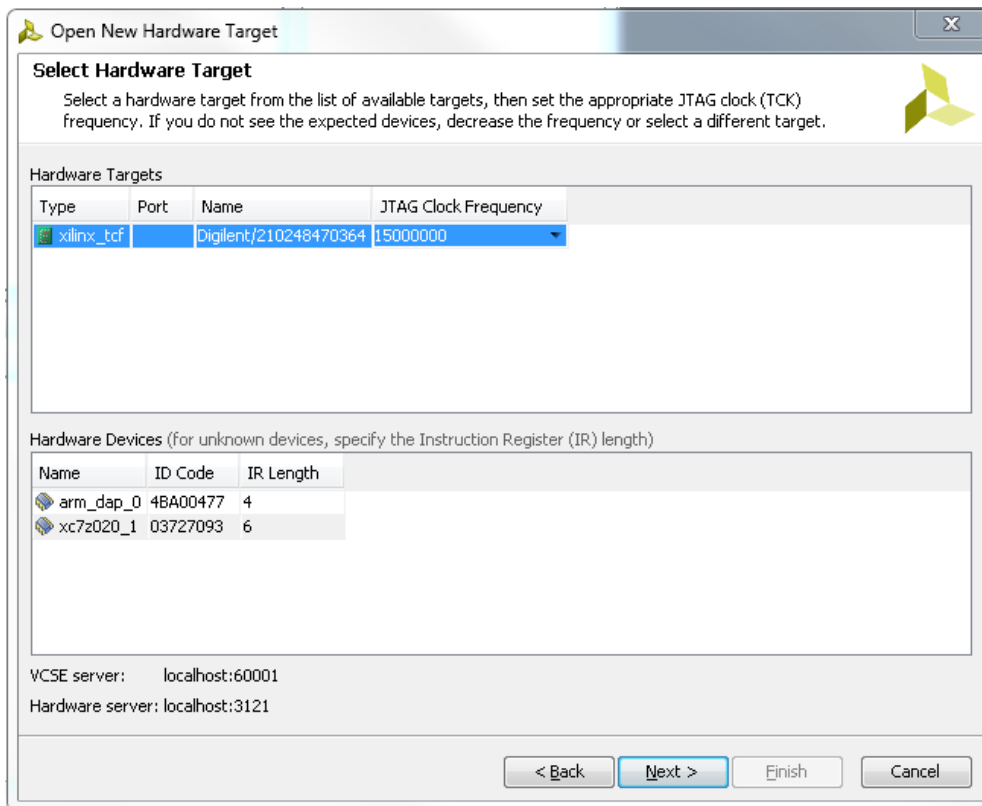 Open New Hardware Target
Select Hardware Target
Select a hardware target from the list of available targets, then set the appropriate JTAG clock (TCK)
frequency. If you do not see the expected devices, decrease the frequency or select a different target.
Hardware Targets
Type Port Name JTAG Clock Frequency
xilinx_tcf Digilent/210248470364 15000000
Hardware Devices (for unknown devices, specify the Instruction Register (IR) length)
Name ID Code IR Length
arm_dap_0 4BA00477 4
xc7z020_1 03727093 6
VCSE server: localhost:60001
Hardware server: localhost:3121
< Back Next > Finish Cancel